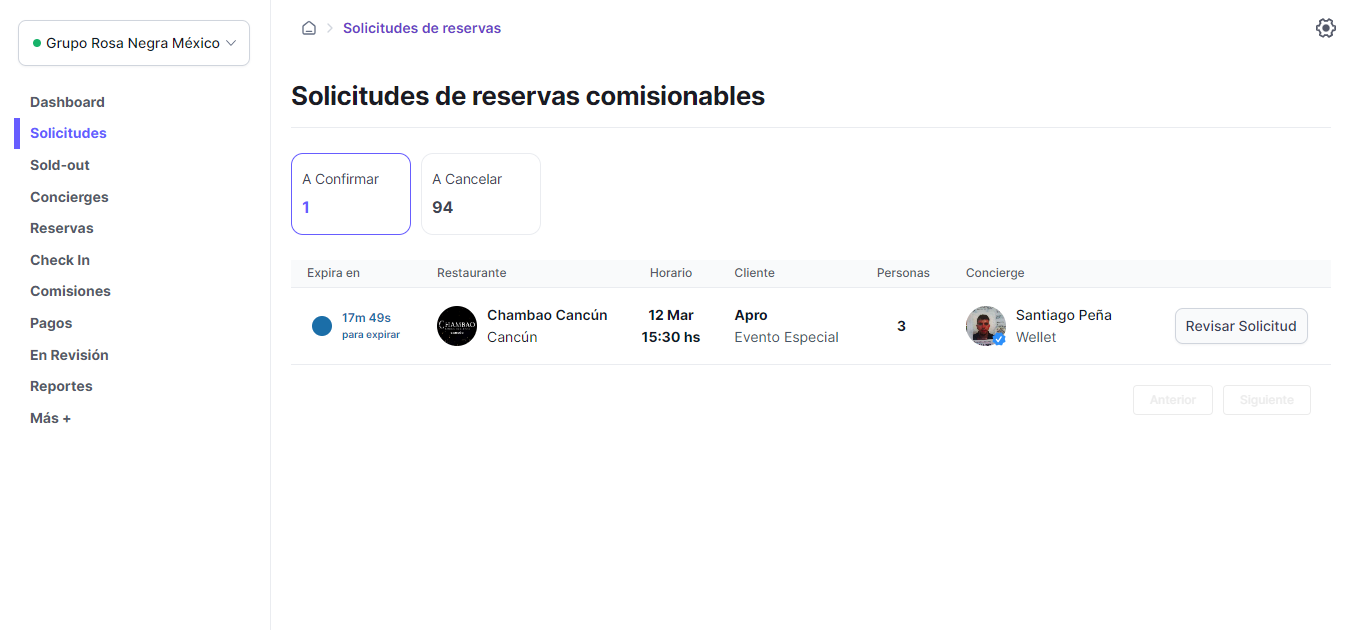 Grupo Rosa Negra México
Solicitudes de reservas
Dashboard
Solicitudes
Sold-out
Concierges
Reservas
Check In
Comisiones
Pagos
En Revisión
Reportes
Más +
Solicitudes de reservas comisionables
A Confirmar
1
A Cancelar
94
Expira en Restaurante Horario Cliente Personas Concierge
17m 49s
para expirar
CHAMBAO
CANCÚN
Chambao Cancún
Cancún
12 Mar
15:30 hs
Apro
Evento Especial
3
Santiago Peña
Wellet
Revisar Solicitud
Anterior Siguiente